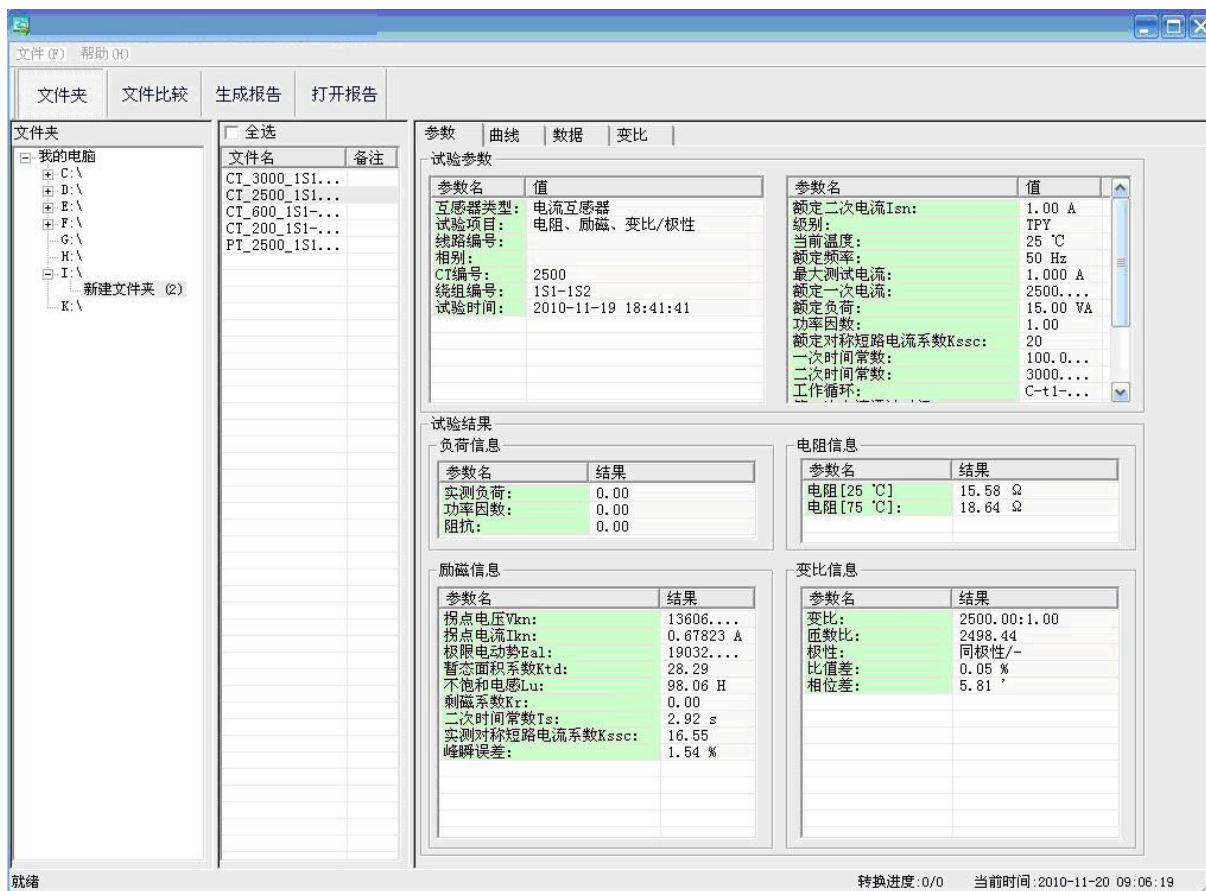 文件(F) 帮助(H)
文件夹 文件比较 生成报告 打开报告
文件夹
我的电脑
C:\
D:\
E:\
F:\
G:\
H:\
I:\
新建文件夹 (2)
K:\
全选
文件名 备注
CT_3000_1S1...
CT_2500_1S1...
CT_600_1S1-...
CT_200_1S1-...
PT_2500_1S1...
参数 曲线 数据 变比
试验参数
参数名 值
互感器类型: 电流互感器
试验项目: 电阻、励磁、变比/极性
线路编号:
相别:
CT编号: 2500
绕组编号: 1S1-1S2
试验时间: 2010-11-19 18:41:41
参数名 值
额定二次电流Isn: 1.00 A
级别: TPY
当前温度: 25 ℃
额定频率: 50 Hz
最大测试电流: 1.000 A
额定一次电流: 2500....
额定负荷: 15.00 VA
功率因数: 1.00
额定对称短路电流系数Kssc: 20
一次时间常数: 100.0...
二次时间常数: 3000....
工作循环: C-t1-...
试验结果
负荷信息
参数名 结果
实测负荷: 0.00
功率因数: 0.00
阻抗: 0.00
电阻信息
参数名 结果
电阻[25 ℃] 15.58 Ω
电阻[75 ℃]: 18.64 Ω
励磁信息
参数名 结果
拐点电压Vkn: 13606....
拐点电流Ikn: 0.67823 A
极限电动势Eal: 19032....
暂态面积系数Ktd: 28.29
不饱和电感Lu: 98.06 H
剩磁系数Kr: 0.00
二次时间常数Ts: 2.92 s
实测对称短路电流系数Kssc: 16.55
峰瞬误差: 1.54 %
变比信息
参数名 结果
变比: 2500.00:1.00
匝数比: 2498.44
极性: 同极性/-
比值差: 0.05 %
相位差: 5.81 '
就绪
转换进度:0/0 当前时间:2010-11-20 09:06:19